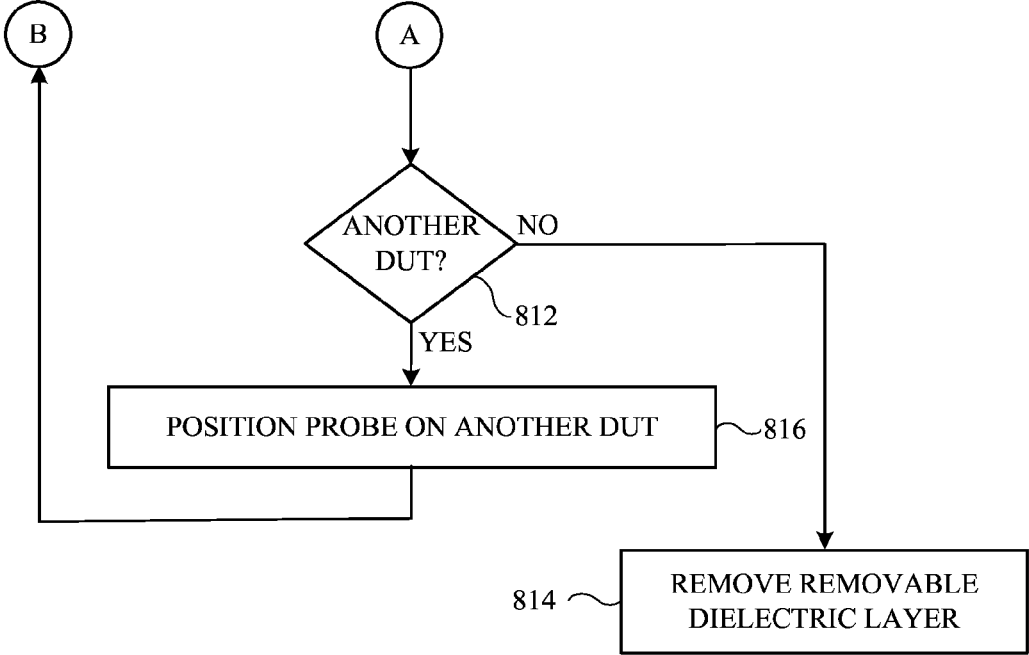 B
A
ANOTHER
DUT?
NO
812
YES
POSITION PROBE ON ANOTHER DUT
816
814
REMOVE REMOVABLE
DIELECTRIC LAYER